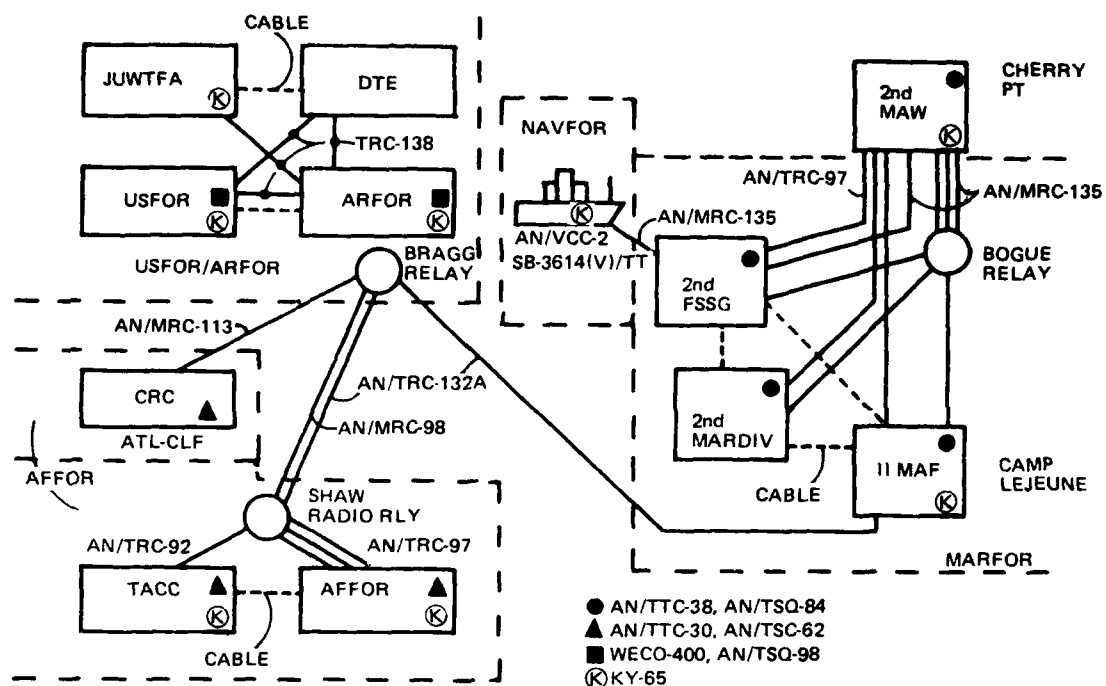 CABLE
JUWTFA
K
DTE
TRC-138
USFOR
K
ARFOR
K
USFOR/ARFOR
BRAGG
RELAY
NAVFOR
K
AN/VCC-2
SB-3614(V)/TT
AN/MRC-135
2nd
MAW
K
CHERRY
PT
AN/TRC-97
AN/MRC-135
BOGUE
RELAY
2nd
FSSG
2nd
MARDIV
CABLE
II MAF
K
CAMP
LEJEUNE
MARFOR
AN/MRC-113
CRC
ATL-CLF
AFFOR
AN/TRC-132A
AN/MRC-98
SHAW
RADIO RLY
AN/TRC-92
AN/TRC-97
TACC
K
AFFOR
K
CABLE
AN/TTC-38, AN/TSQ-84
AN/TTC-30, AN/TSC-62
WECO-400, AN/TSQ-98
K KY-65